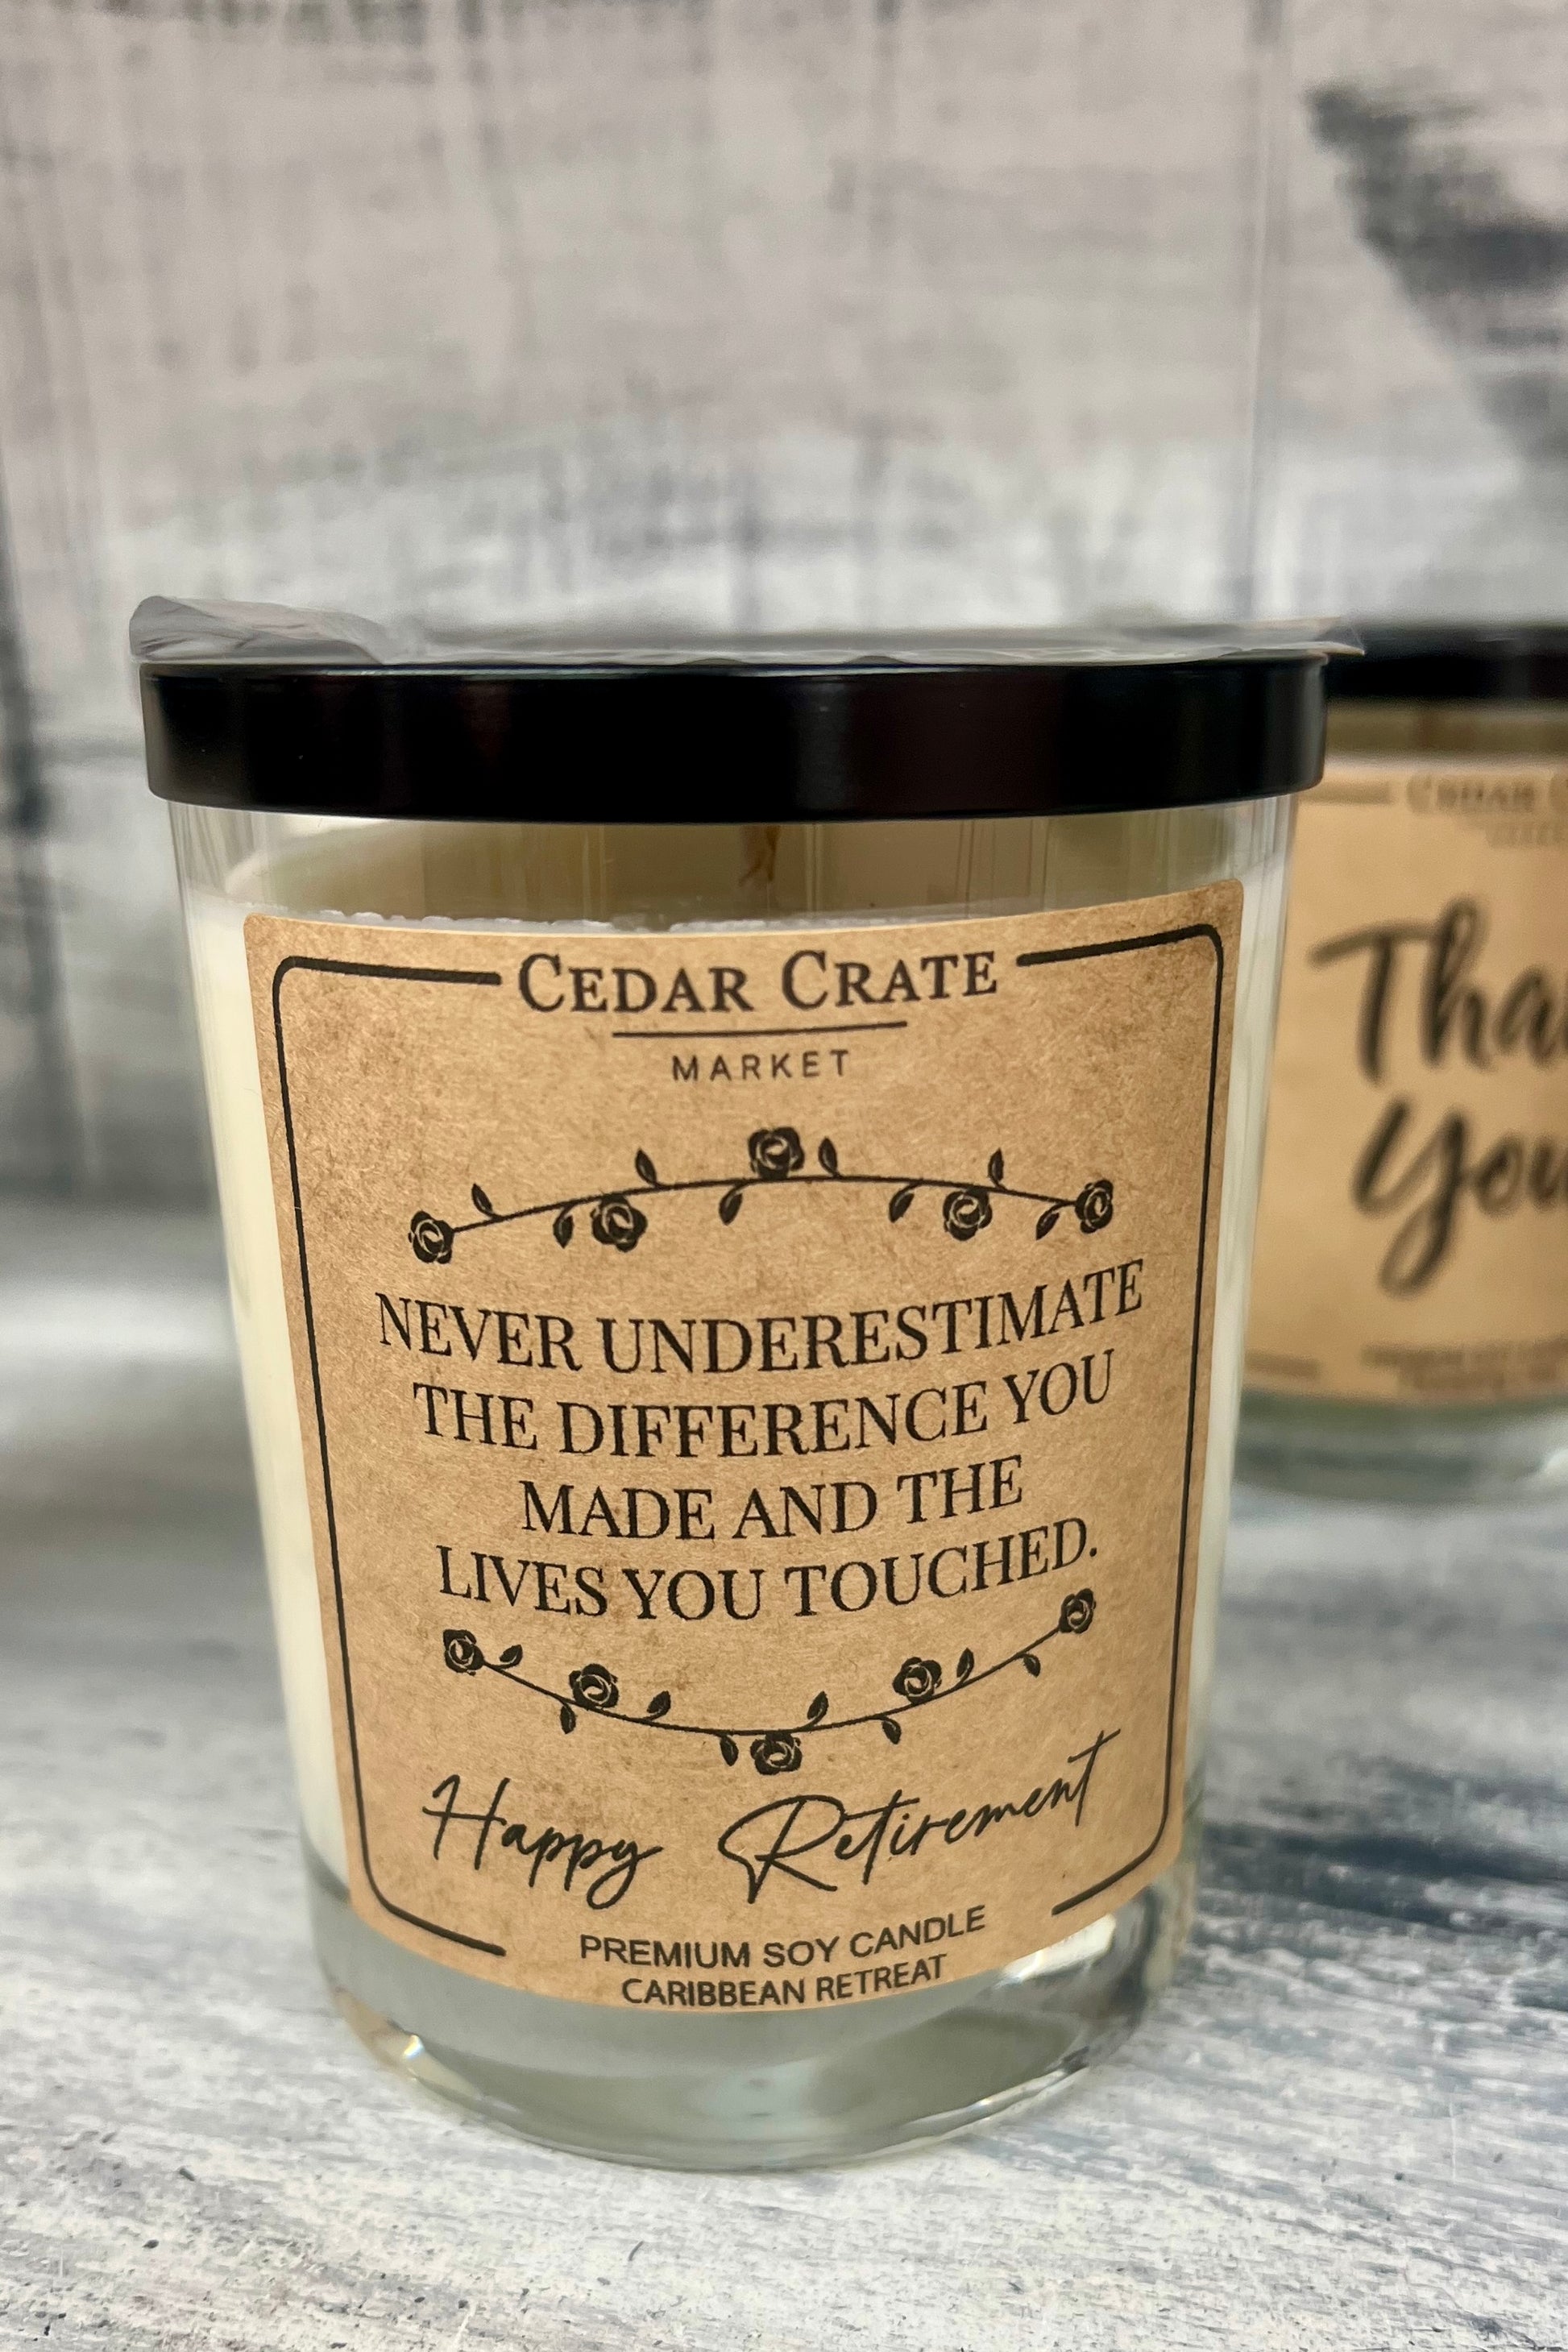 CEDAR CRATE
MARKET
NEVER UNDERESTIMATE
THE DIFFERENCE YOU
MADE AND THE
LIVES YOU TOUCHED.
Happy Retirement
PREMIUM SOY CANDLE
CARIBBEAN RETREAT
CEDAR